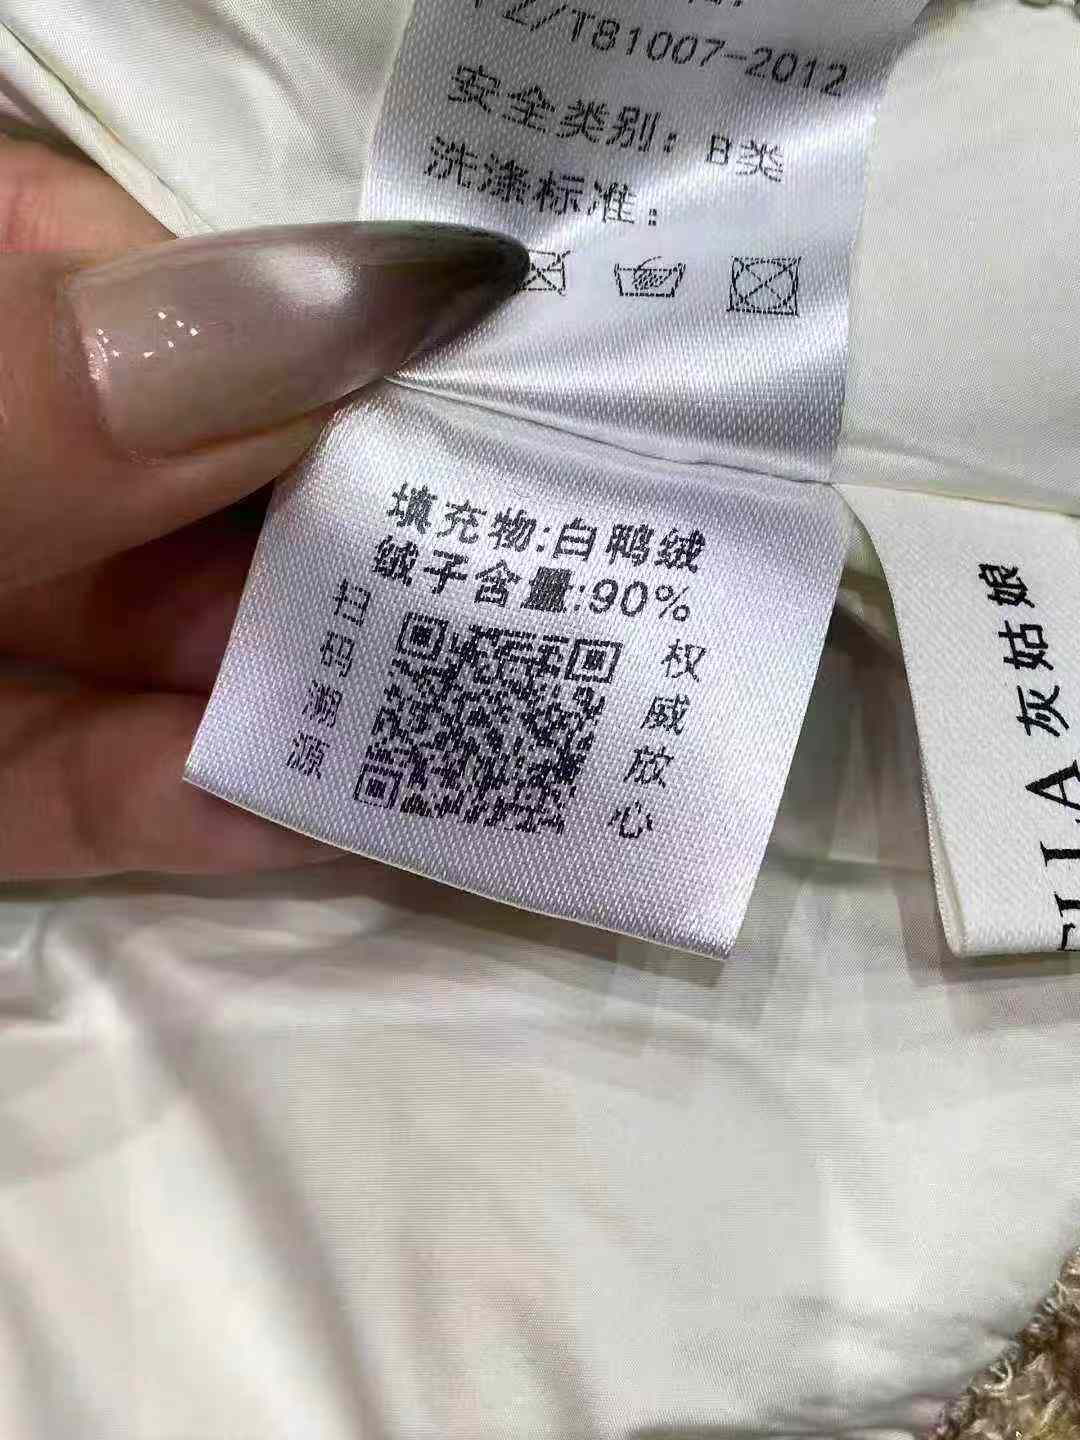 FZ/T81007-2012
安全类别：B类
洗涤标准：
填充物:白鸭绒
绒子含量:90%
扫码溯源
权威放心
灰姑娘